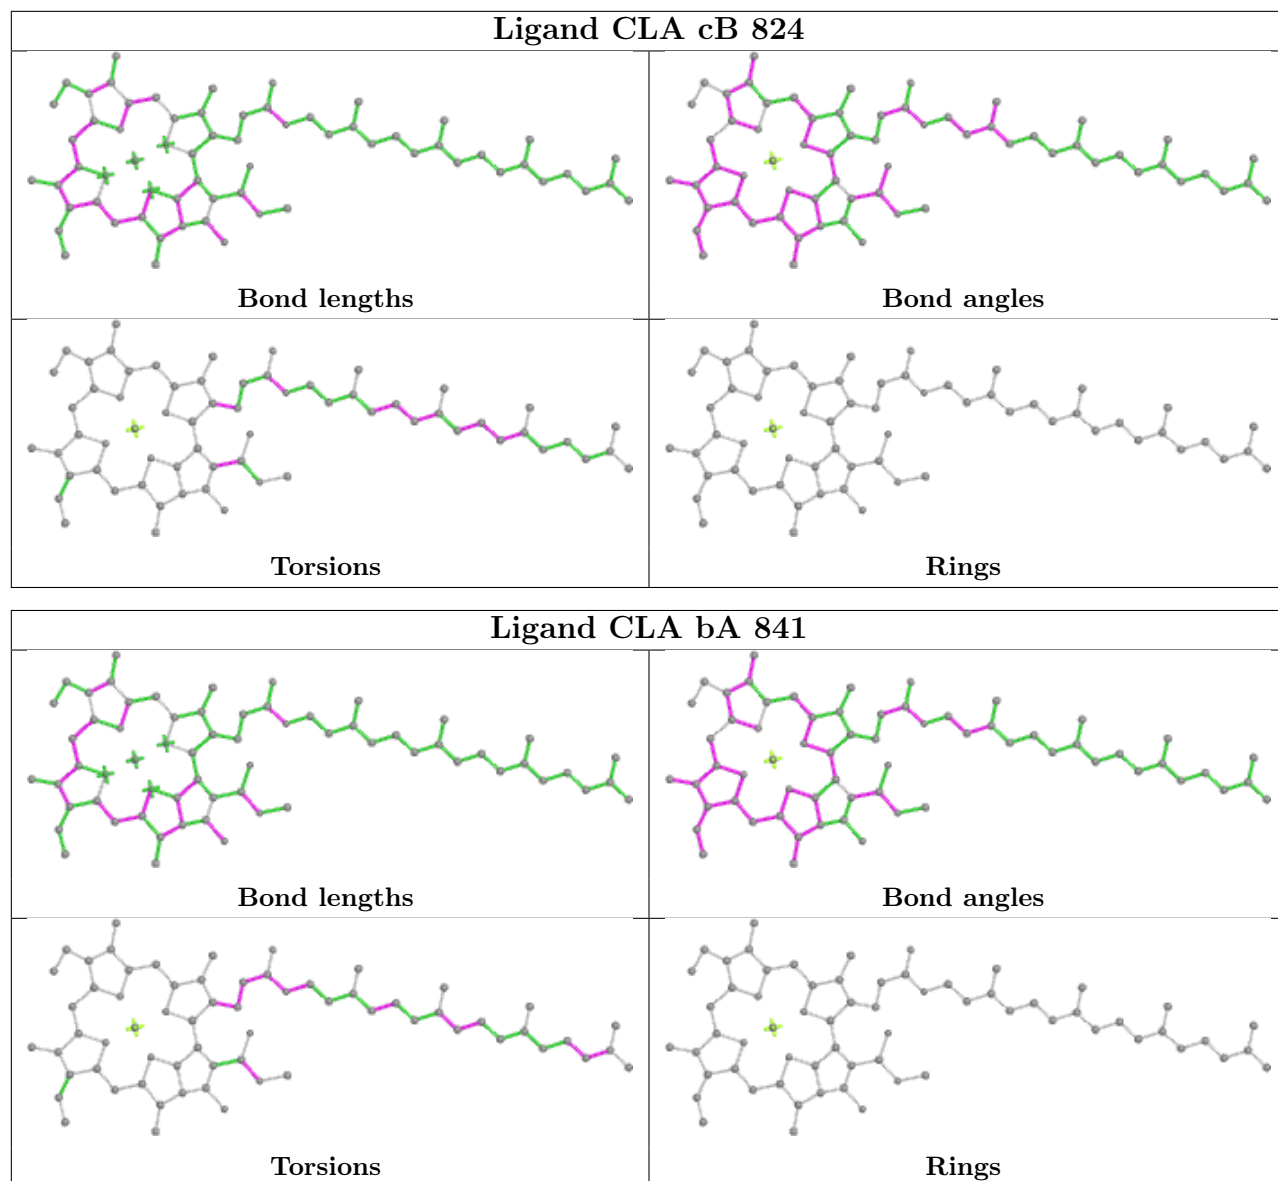 Ligand CLA cB 824
Bond lengths
Bond angles
Torsions
Rings
Ligand CLA bA 841
Bond lengths
Bond angles
Torsions
Rings